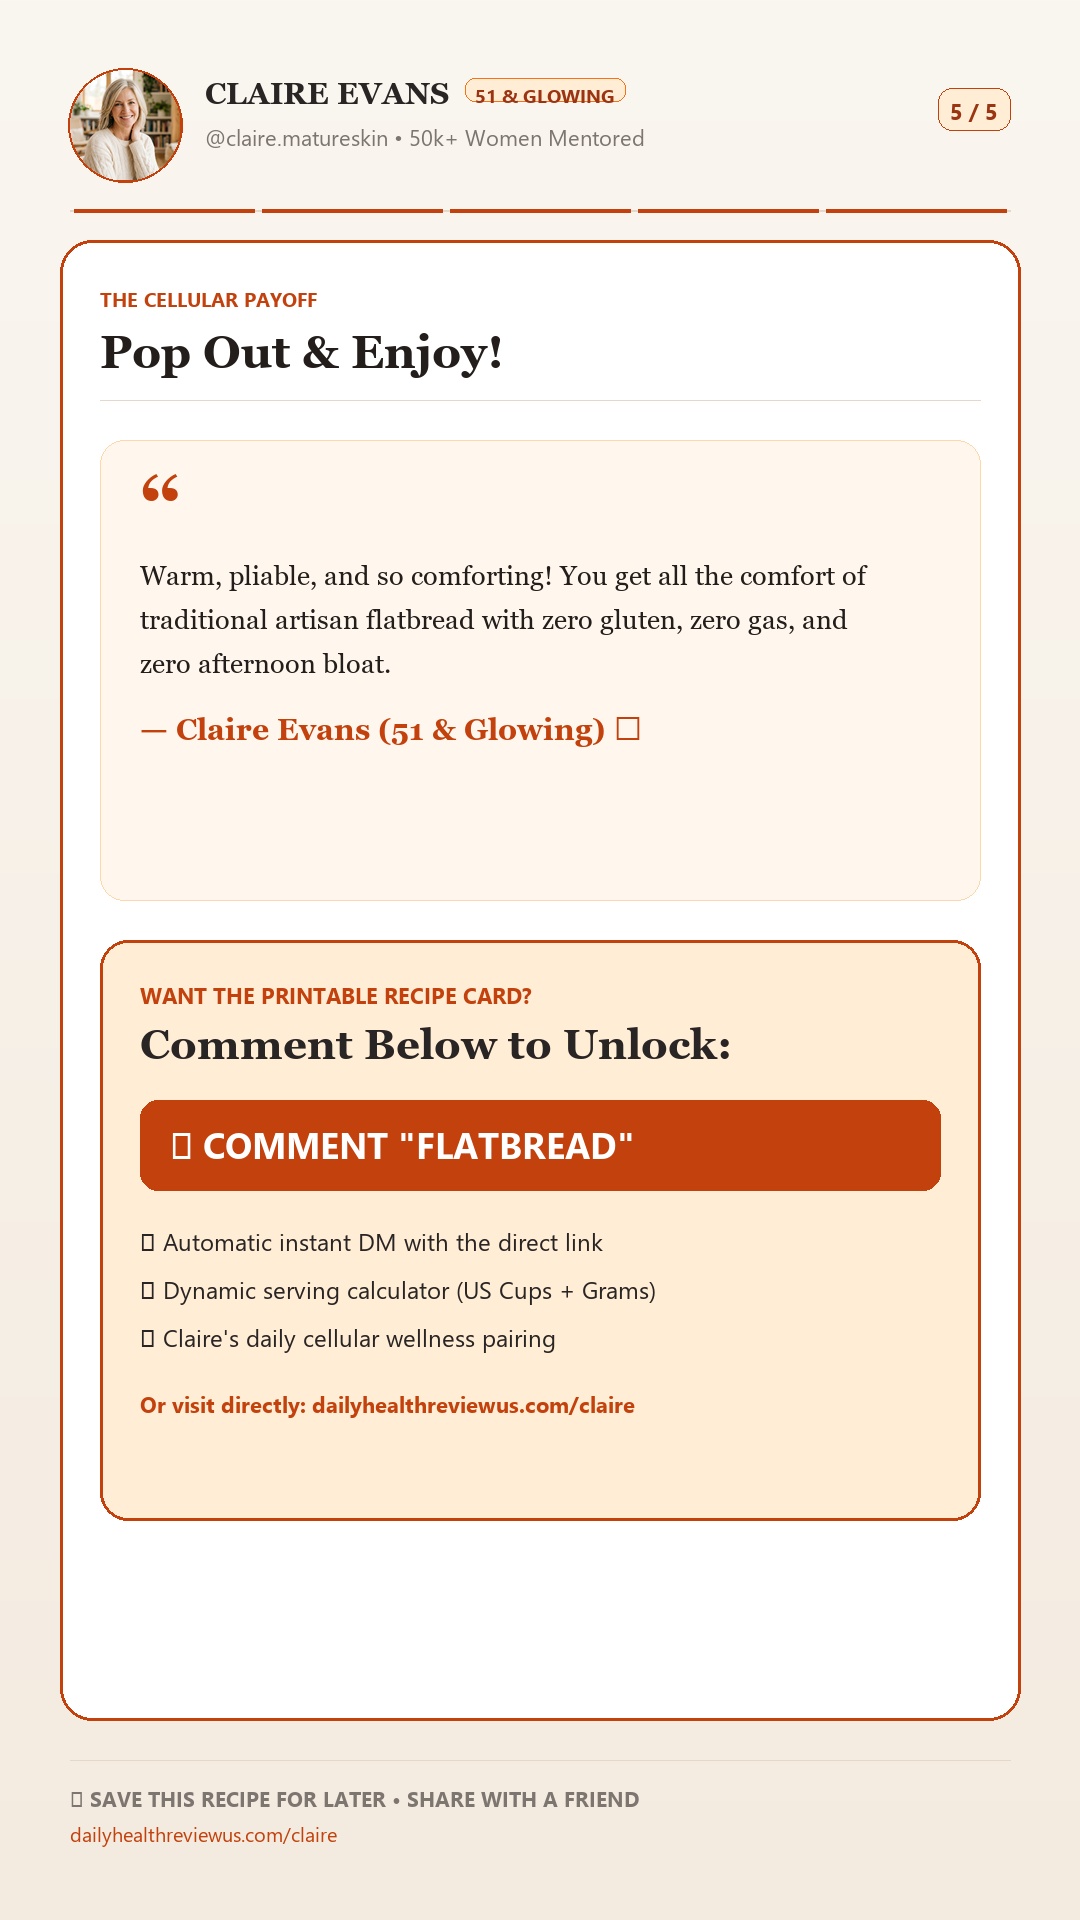 CLAIRE EVANS
51 & GLOWING
@claire.matureskin • 50k+ Women Mentored
5 / 5
THE CELLULAR PAYOFF
Pop Out & Enjoy!
“
Warm, pliable, and so comforting! You get all the comfort of
traditional artisan flatbread with zero gluten, zero gas, and
zero afternoon bloat.
— Claire Evans (51 & Glowing) □
WANT THE PRINTABLE RECIPE CARD?
Comment Below to Unlock:
▯ COMMENT "FLATBREAD"
▯ Automatic instant DM with the direct link
▯ Dynamic serving calculator (US Cups + Grams)
▯ Claire's daily cellular wellness pairing
Or visit directly: dailyhealthreviewus.com/claire
▯ SAVE THIS RECIPE FOR LATER • SHARE WITH A FRIEND
dailyhealthreviewus.com/claire